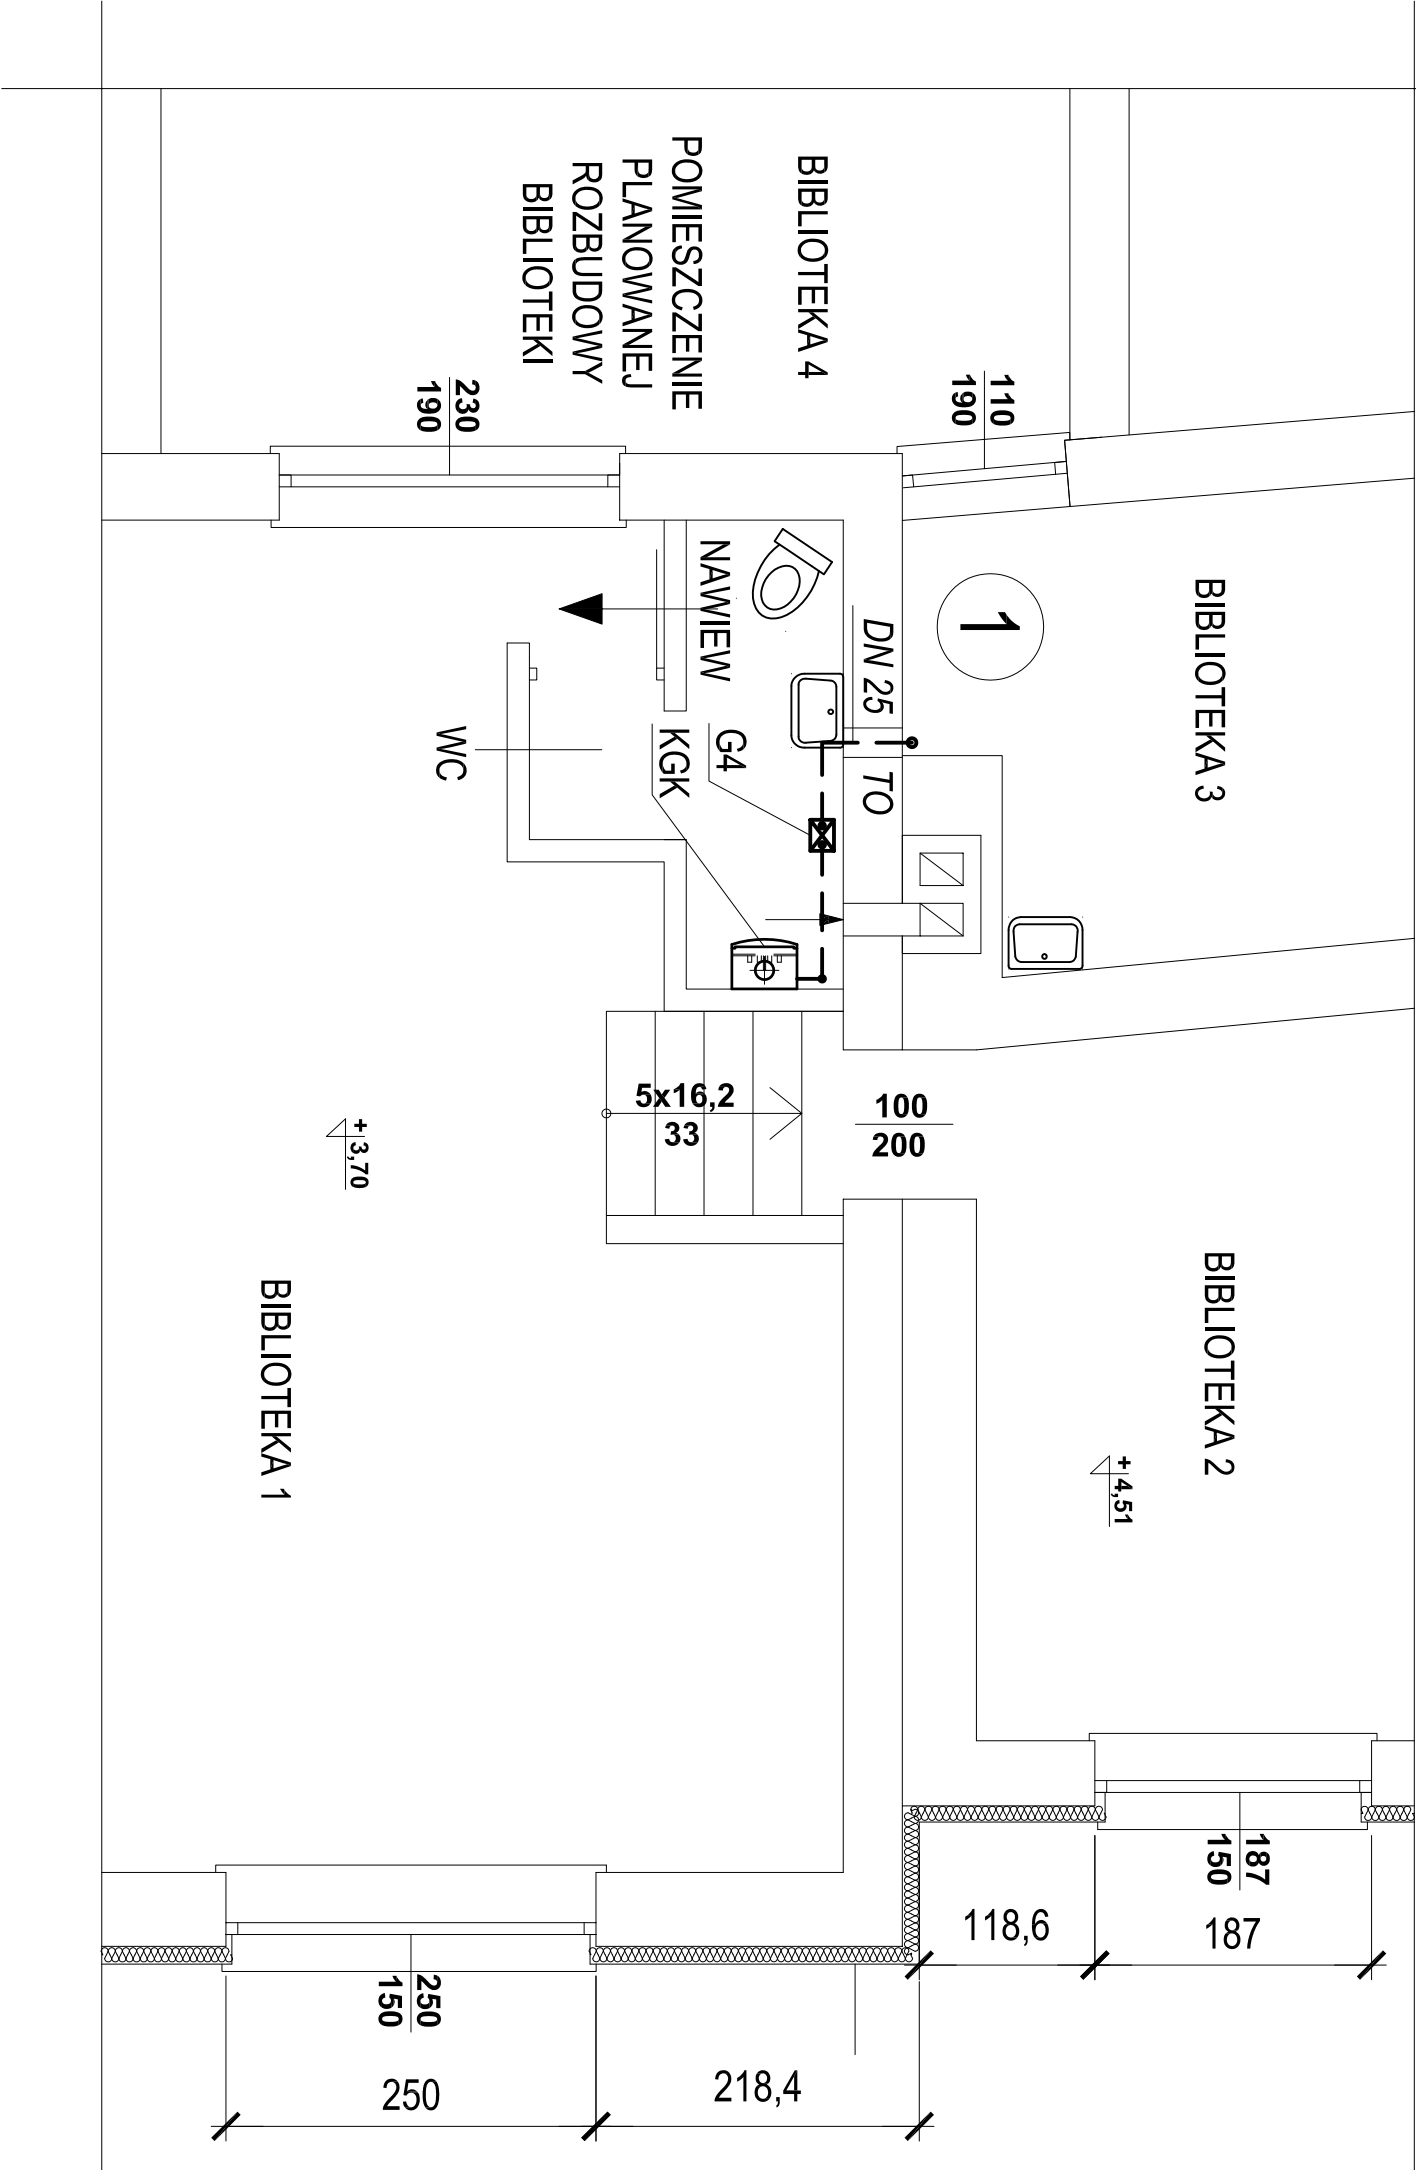 BIBLIOTEKA 4
POMIESZCZENIE
PLANOWANEJ
ROZBUDOWY
BIBLIOTEKI
110
190
230
190
BIBLIOTEKA 3
1
DN 25
TO
NAWIEW
G4
KGK
WC
5x16,2
33
100
200
+ 3,70
BIBLIOTEKA 1
BIBLIOTEKA 2
+ 4,51
187
150
118,6
187
250
150
250
218,4